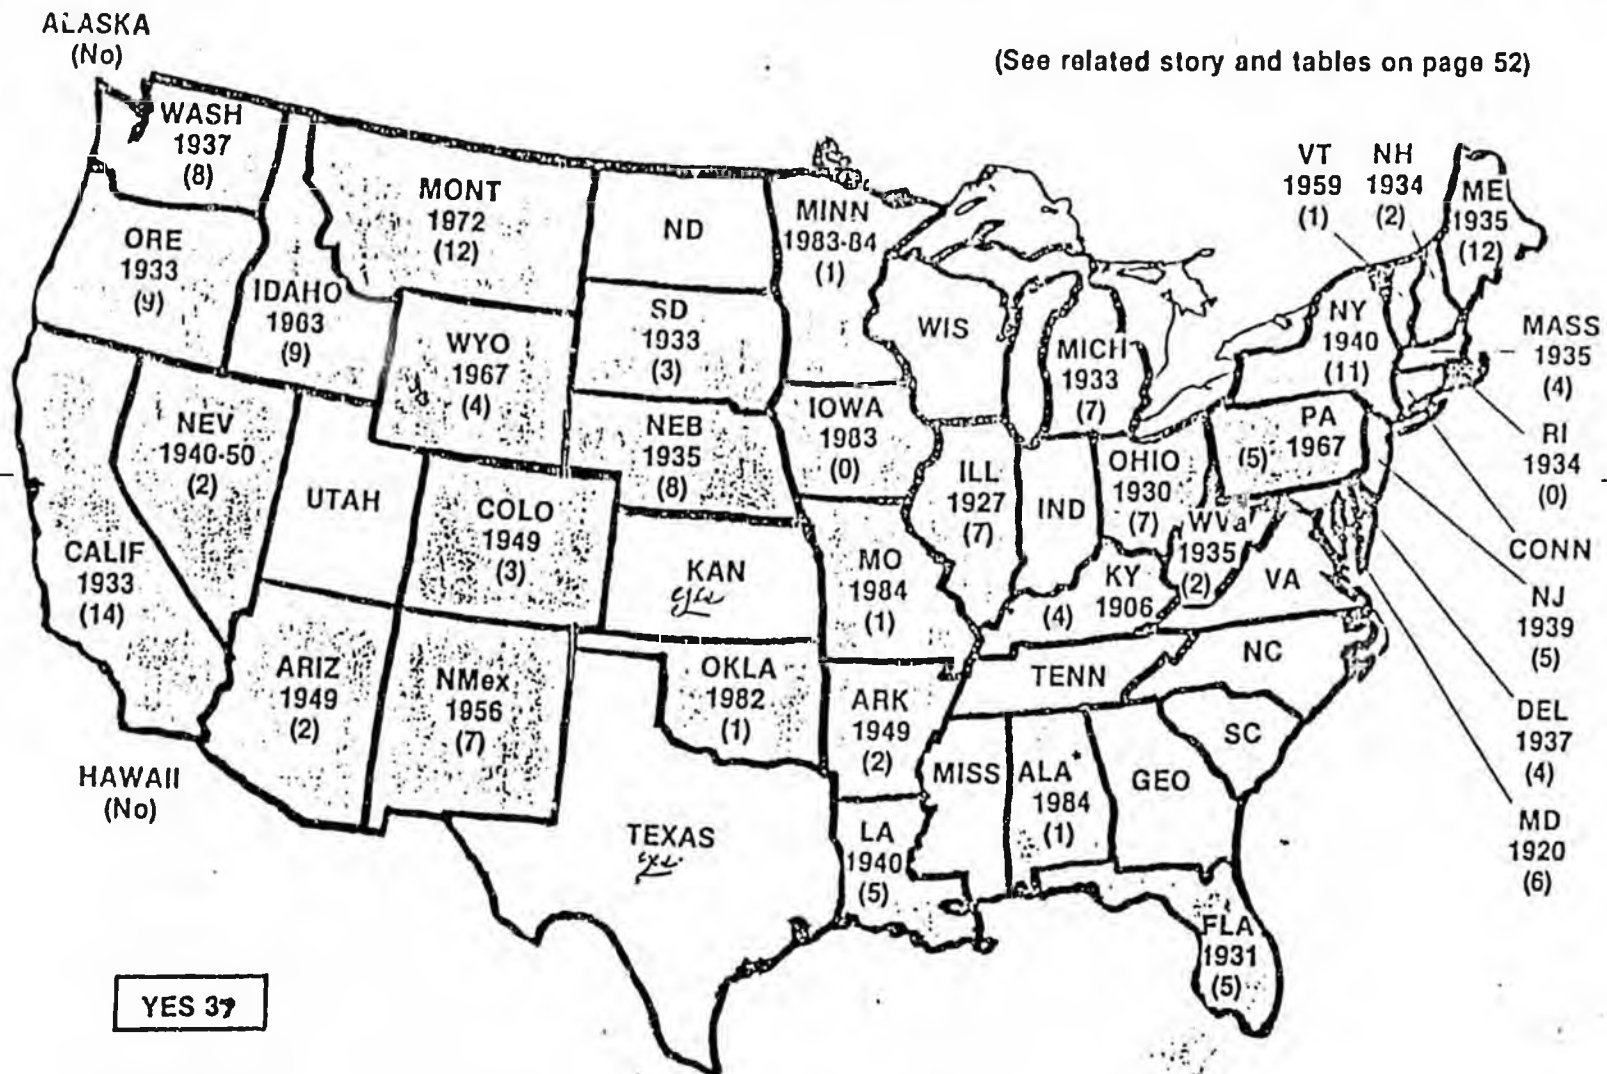 ALASKA
(No)
(See related story and tables on page 52)
WASH
1937
(8)
MONT
1972
(12)
ND
MINN
1983-84
(1)
VT
1959
(1)
NH
1934
(2)
ME
1935
(12)
ORE
1933
(9)
IDAHO
1963
(9)
WYO
1967
(4)
SD
1933
(3)
WIS
MICH
1933
(7)
NY
1940
(11)
MASS
1935
(4)
NEV
1940-50
(2)
UTAH
COLO
1949
(3)
NEB
1935
(8)
IOWA
1983
(0)
ILL
1927
(7)
IND
OHIO
1930
(7)
PA
1967
(5)
RI
1934
(0)
CONN
CALIF
1933
(14)
KAN
MO
1984
(1)
KY
1906
(4)
WVa
1935
(2)
VA
NJ
1939
(5)
ARIZ
1949
(2)
NMex
1956
(7)
OKLA
1982
(1)
ARK
1949
(2)
TENN
NC
SC
DEL
1937
(4)
HAWAII
(No)
TEXAS
LA
1940
(5)
MISS
ALA*
1984
(1)
GEO
MD
1920
(6)
FLA
1931
(5)
YES